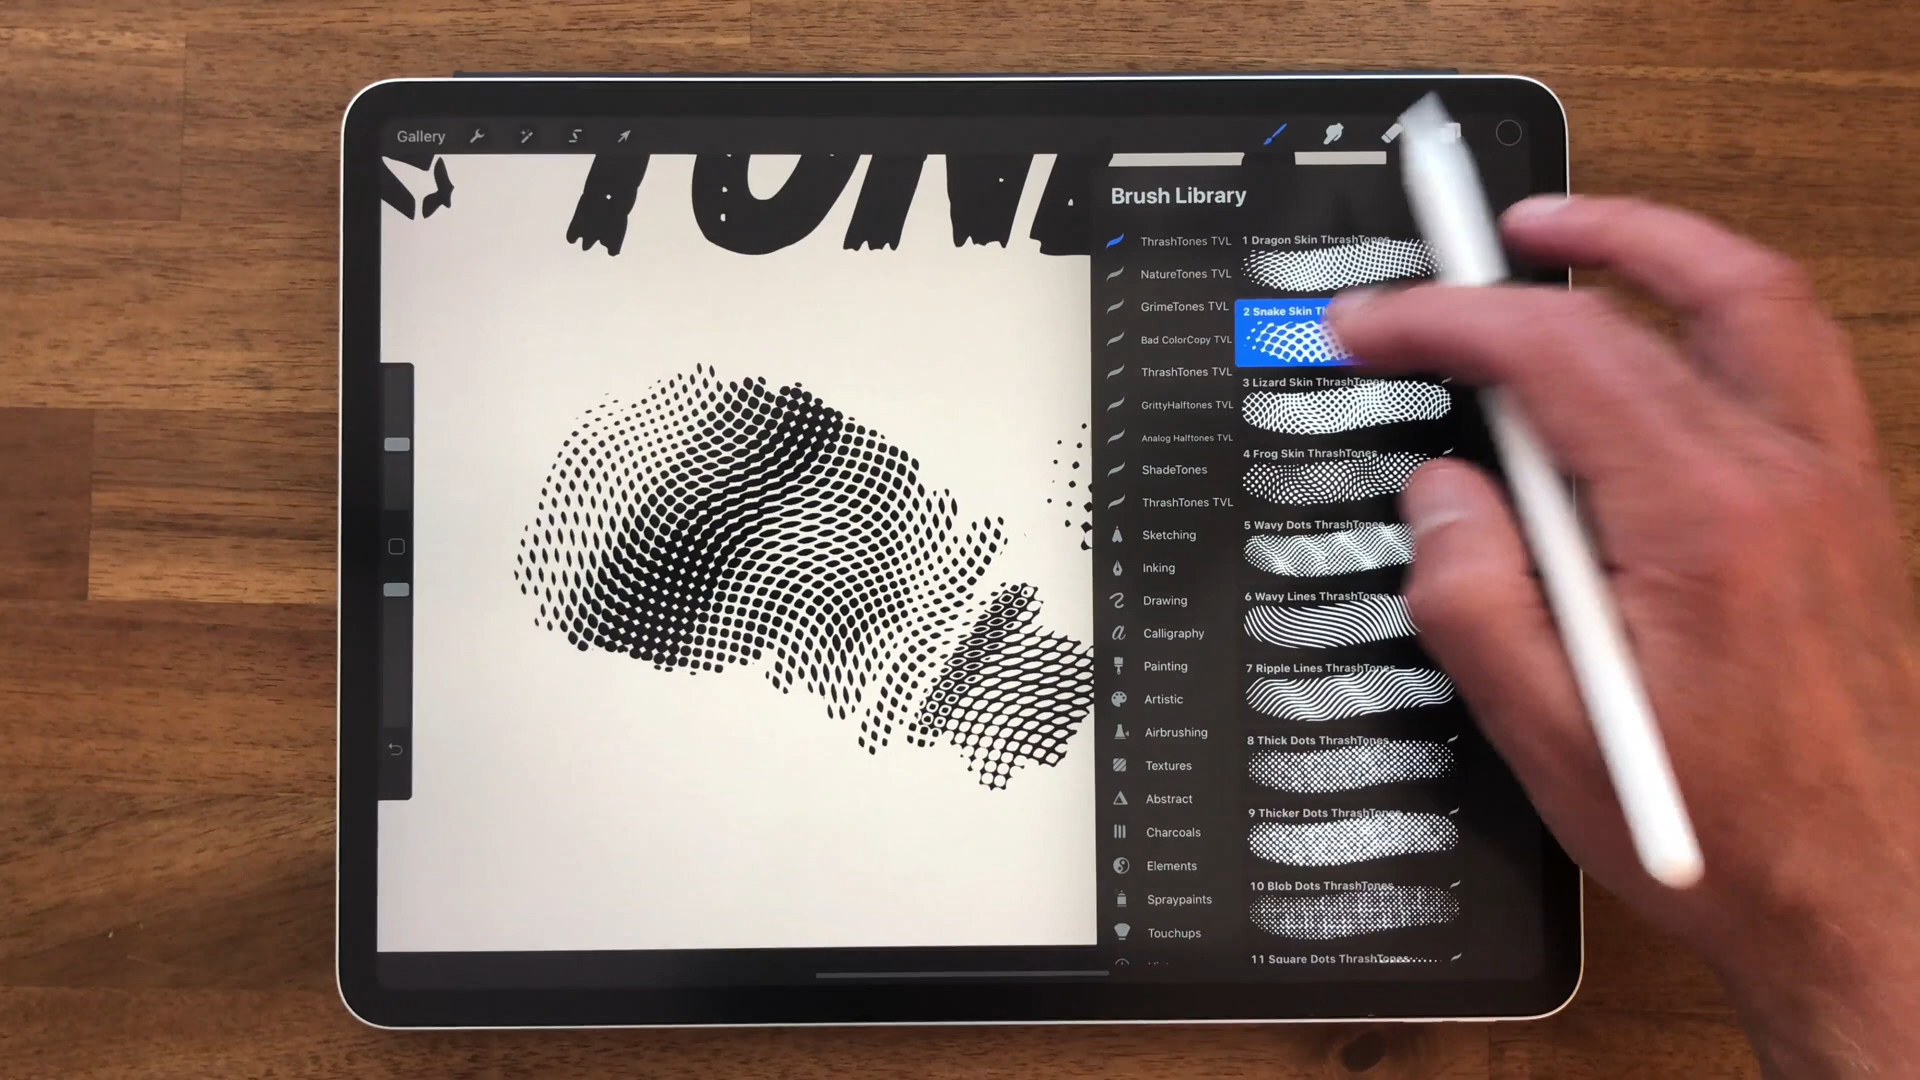 Gallery
TONE
Brush Library
ThrashTones TVL
NatureTones TVL
GrimeTones TVL
Bad ColorCopy TVL
ThrashTones TVL
GrittyHalftones TVL
Analog Halftones TVL
ShadeTones
ThrashTones TVL
Sketching
Inking
Drawing
Calligraphy
Painting
Artistic
Airbrushing
Textures
Abstract
Charcoals
Elements
Spraypaints
Touchups
1 Dragon Skin ThrashTones
2 Snake Skin Th
3 Lizard Skin ThrashTones
4 Frog Skin ThrashTones
5 Wavy Dots ThrashTones
6 Wavy Lines ThrashTones
7 Ripple Lines ThrashTones
8 Thick Dots ThrashTones
9 Thicker Dots ThrashTones
10 Blob Dots ThrashTones
11 Square Dots ThrashTones